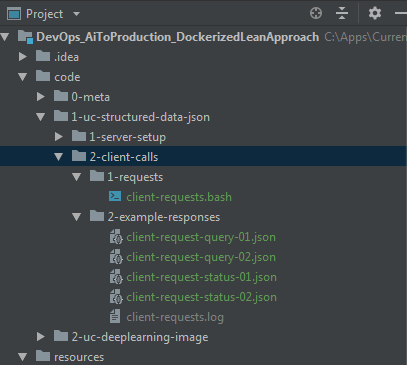 Project
DevOps_AiToProduction_DockerizedLeanApproach C:\Apps\Curren
.idea
code
0-meta
1-uc-structured-data-json
1-server-setup
2-client-calls
1-requests
client-requests.bash
2-example-responses
client-request-query-01.json
client-request-query-02.json
client-request-status-01.json
client-request-status-02.json
client-requests.log
2-uc-deeplearning-image
resources